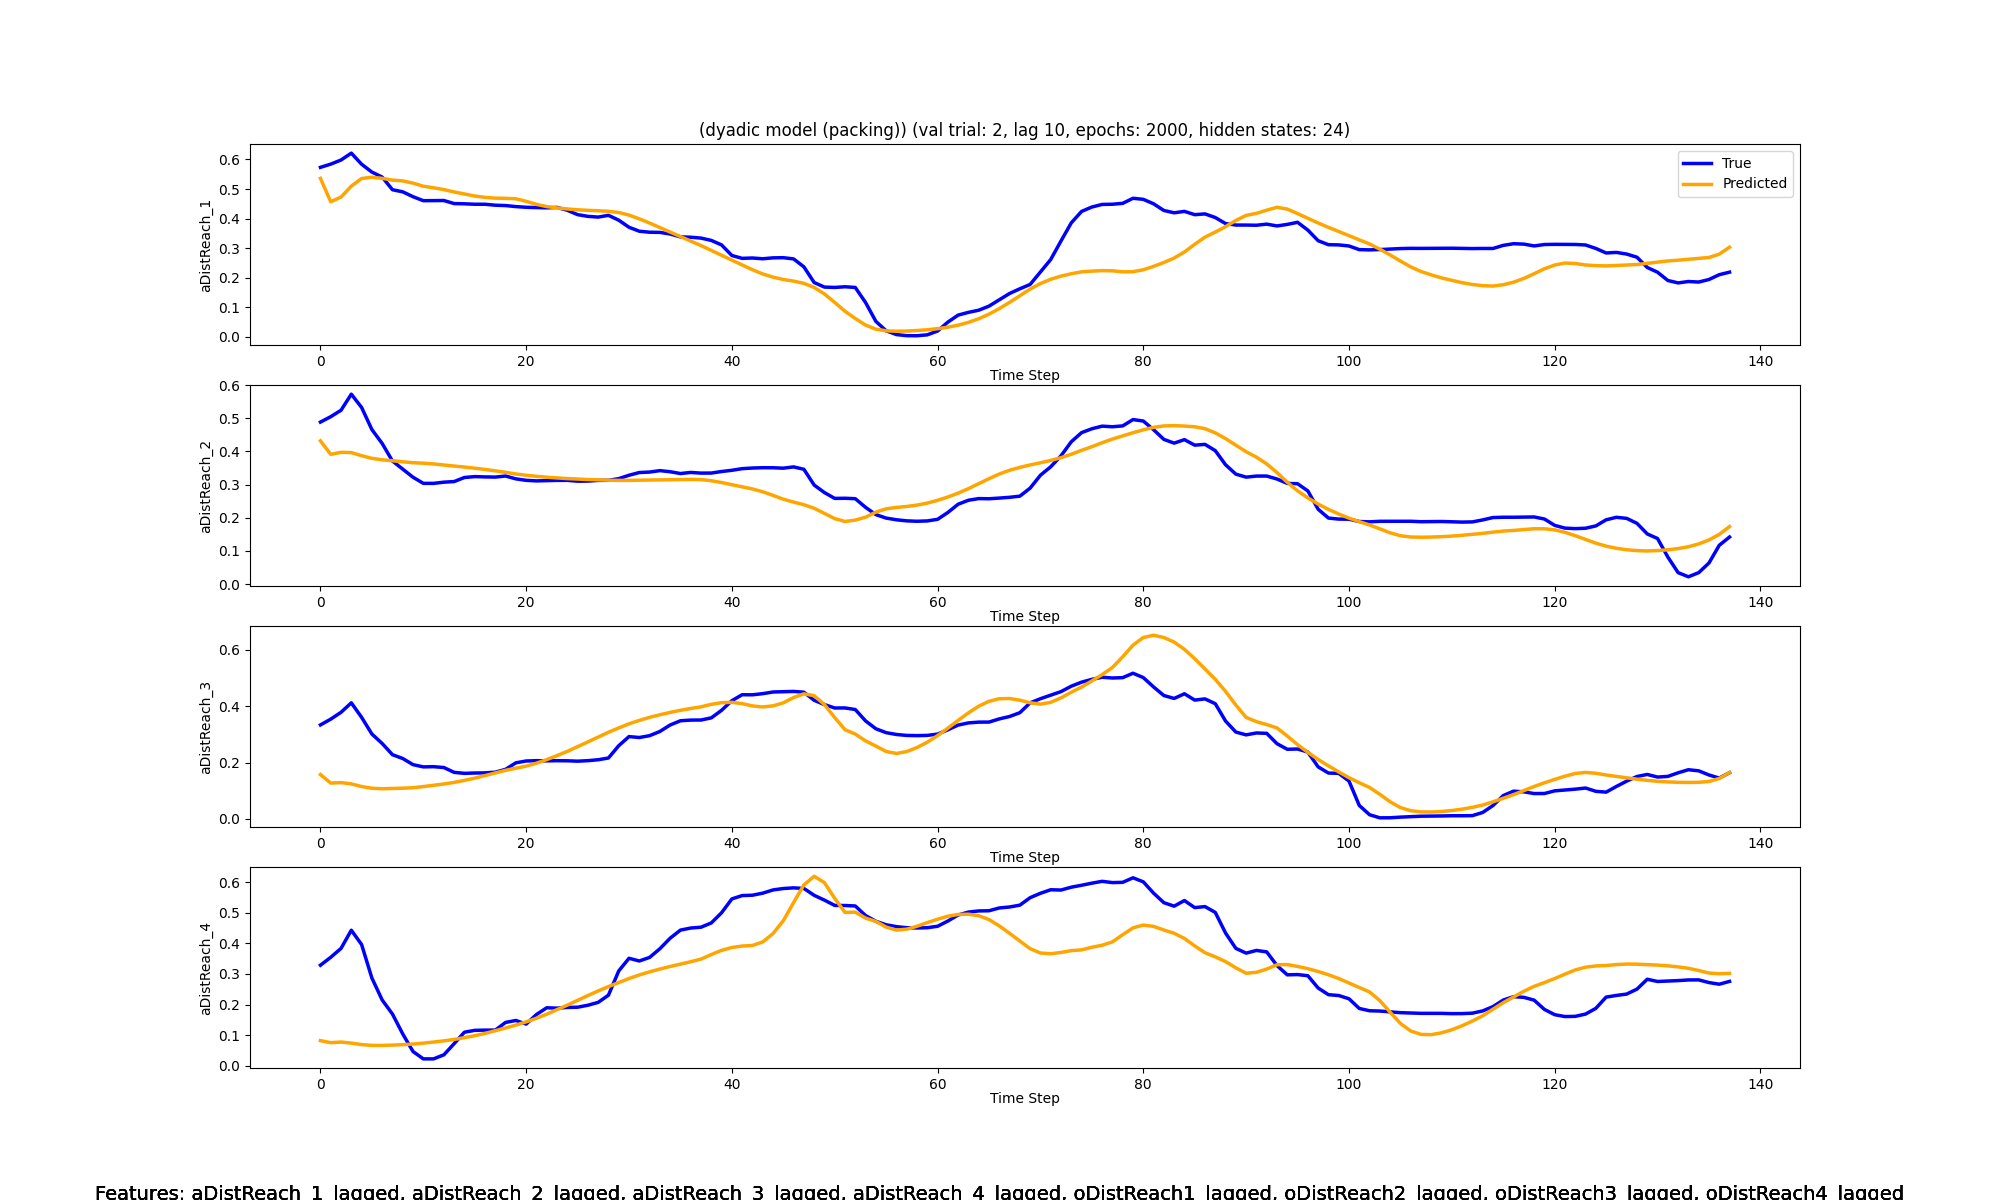 (dyadic model (packing)) (val trial: 2, lag 10, epochs: 2000, hidden states: 24)
True
Predicted
aDistReach_1
0.6
0.5
0.4
0.3
0.2
0.1
0.0
0 20 40 60 80 100 120 140
Time Step
aDistReach_2
0.6
0.5
0.4
0.3
0.2
0.1
0.0
0 20 40 60 80 100 120 140
Time Step
aDistReach_3
0.6
0.4
0.2
0.0
0 20 40 60 80 100 120 140
Time Step
aDistReach_4
0.6
0.5
0.4
0.3
0.2
0.1
0.0
0 20 40 60 80 100 120 140
Time Step
Features: aDistReach_1_lagged, aDistReach_2_lagged, aDistReach_3_lagged, aDistReach_4_lagged, oDistReach1_lagged, oDistReach2_lagged, oDistReach3_lagged, oDistReach4_lagged